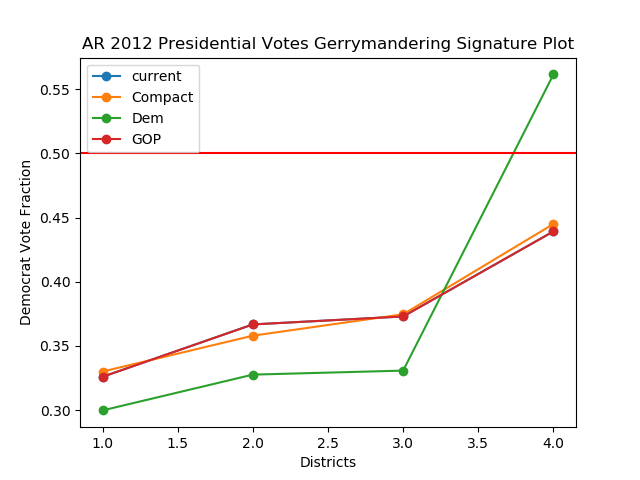 AR 2012 Presidential Votes Gerrymandering Signature Plot
current
Compact
Dem
GOP
Democrat Vote Fraction
0.55
0.50
0.45
0.40
0.35
0.30
1.0 1.5 2.0 2.5 3.0 3.5 4.0
Districts